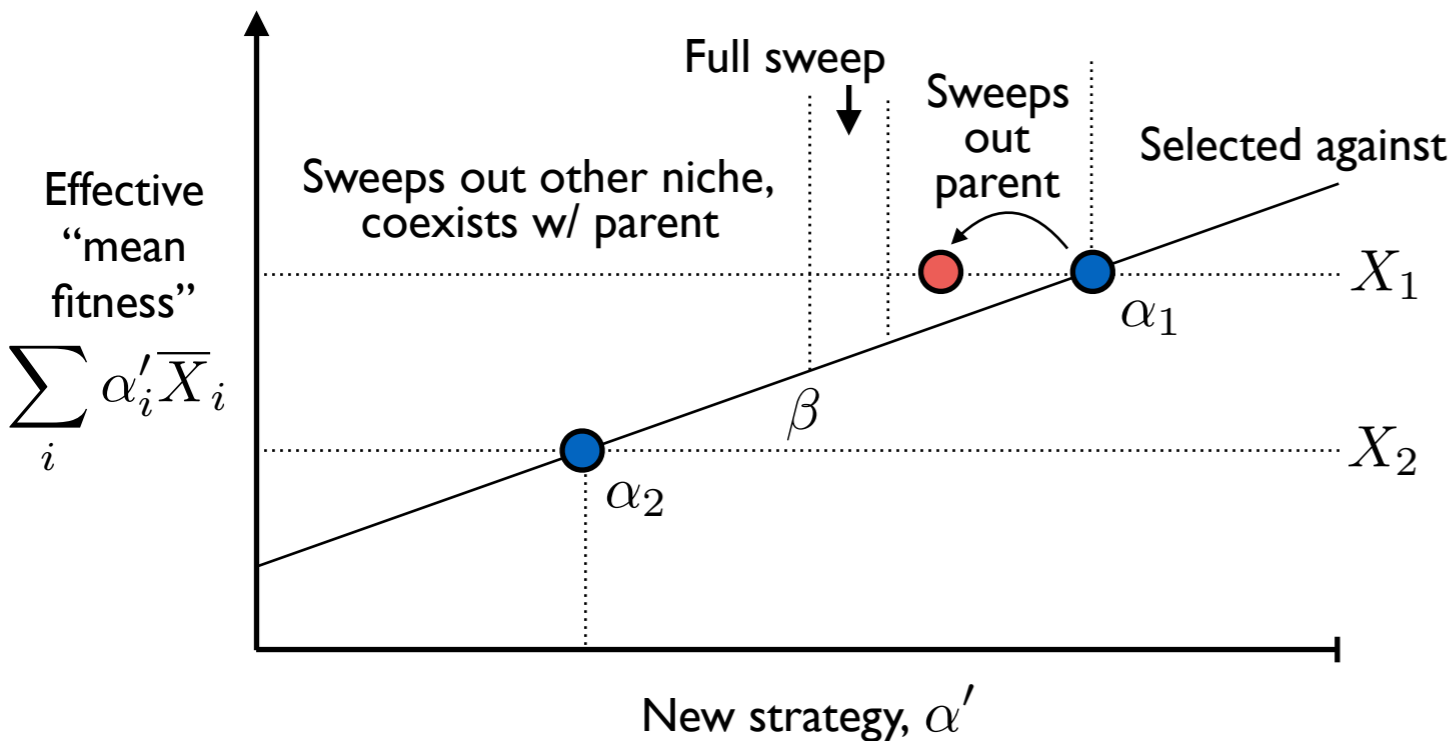 Full sweep
Sweeps
out
parent
Selected against
Sweeps out other niche,
coexists w/ parent
Effective
“mean
fitness”
∑ᵢ α′ᵢ X̅ᵢ
X₁
α₁
β
X₂
α₂
New strategy, α′